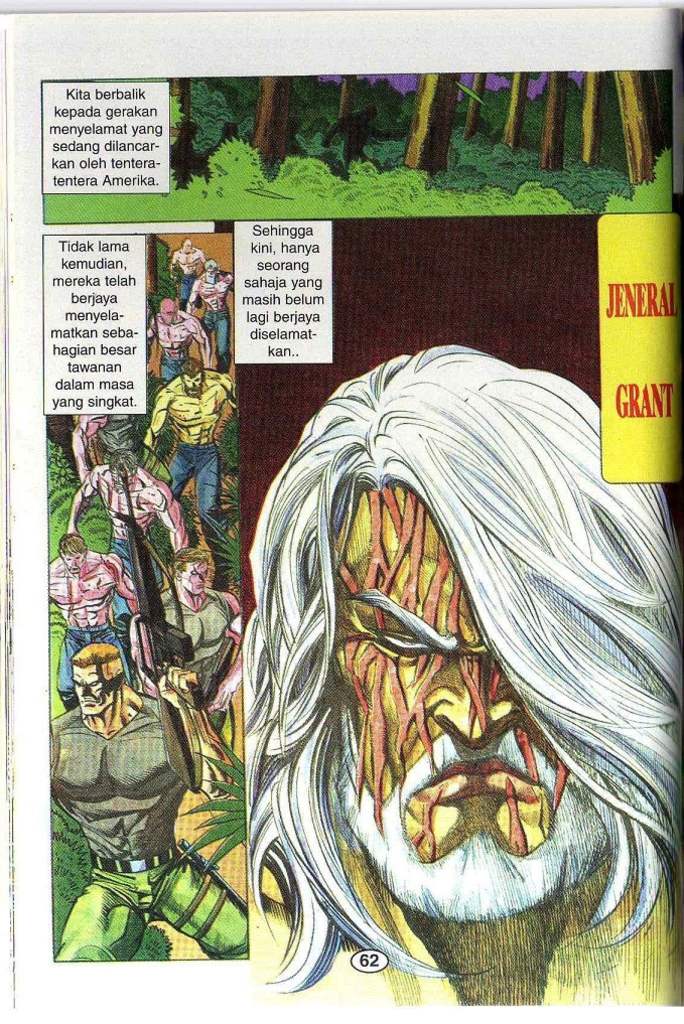 Kita berbalik
kepada gerakan
menyelamat yang
sedang dilancar-
kan oleh tentera-
tentera Amerika.
Tidak lama
kemudian,
mereka telah
berjaya
menyela-
matkan seba-
hagian besar
tawanan
dalam masa
yang singkat.
Sehingga
kini, hanya
seorang
sahaja yang
masih belum
lagi berjaya
diselamat-
kan..
JENERAL
GRANT
62